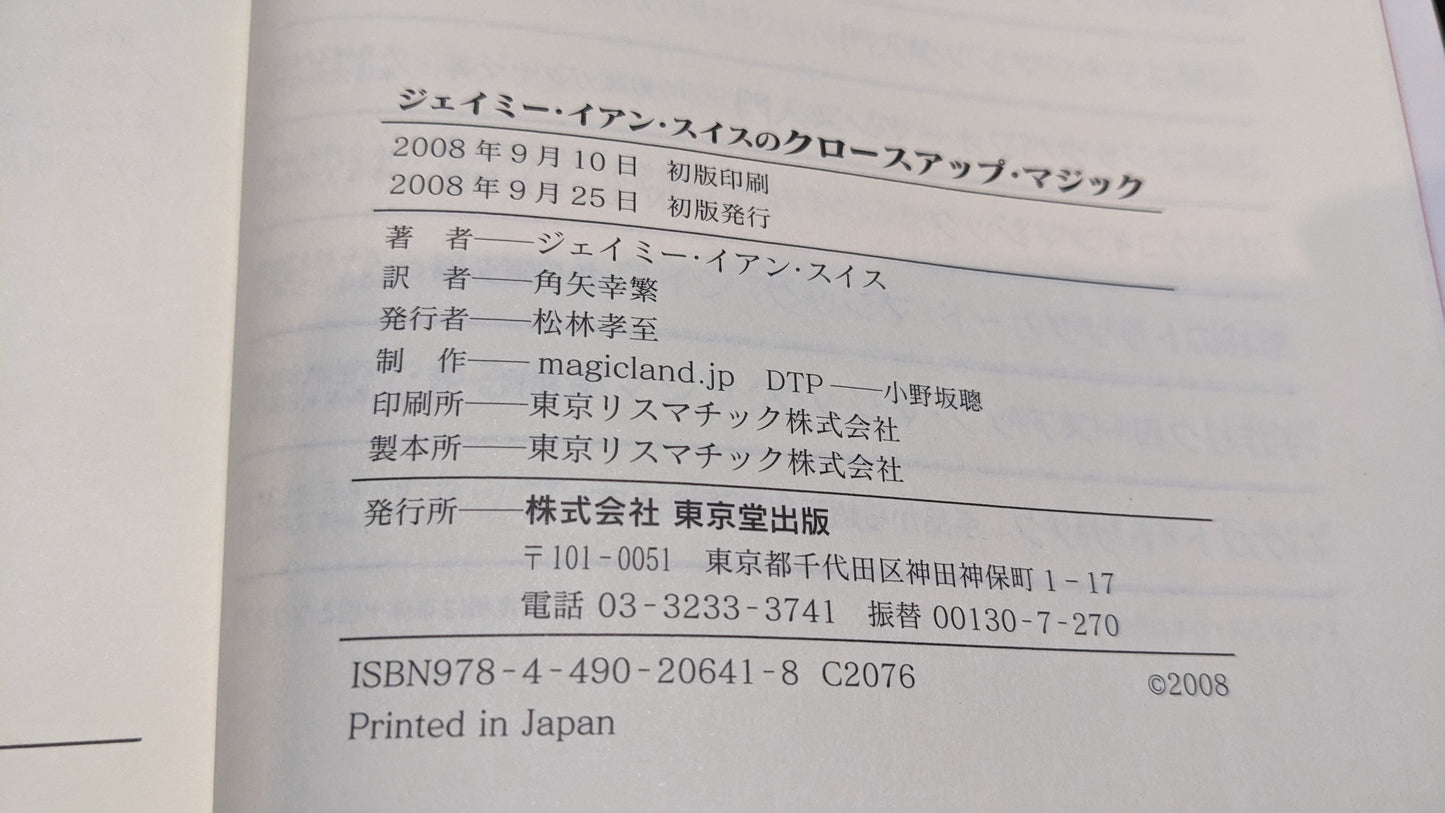 ジェイミー・イアン・スイスのクロースアップ・マジック
2008年9月10日　初版印刷
2008年9月25日　初版発行
著　者――ジェイミー・イアン・スイス
訳　者――角矢幸繁
発行者――松林孝至
制　作――magicland.jp　DTP――小野坂聰
印刷所――東京リスマチック株式会社
製本所――東京リスマチック株式会社
発行所――株式会社 東京堂出版
〒101-0051　東京都千代田区神田神保町1-17
電話 03-3233-3741　振替 00130-7-270
ISBN978-4-490-20641-8 C2076　©2008
Printed in Japan